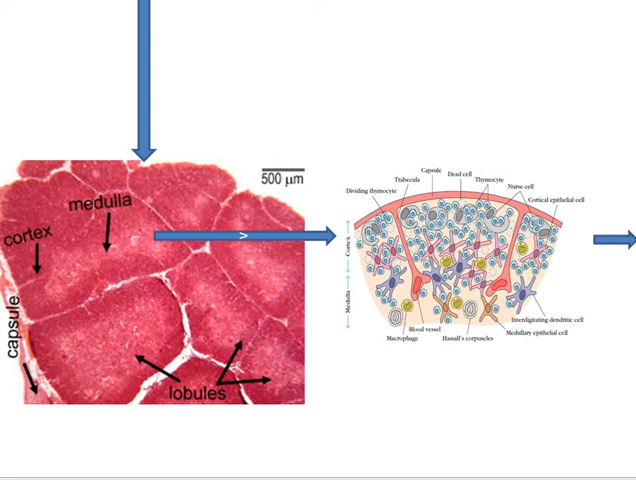 500 µm
medulla
cortex
capsule
lobules
>
Capsule
Dead cell
Trabecula
Thymocyte
Nurse cell
Dividing thymocyte
Cortical epithelial cell
Cortex
Medulla
Interdigitating dendritic cell
Blood vessel
Medullary epithelial cell
Macrophage
Hassall's corpuscles